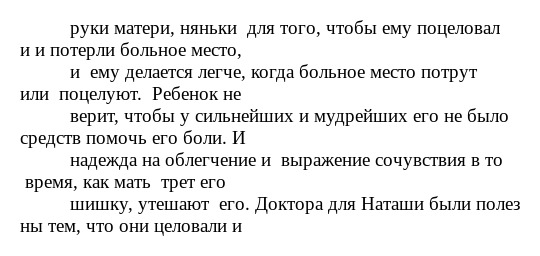 руки матери, няньки  для того, чтобы ему поцеловал
и и потерли больное место,
и  ему делается легче, когда больное место потрут
или  поцелуют.  Ребенок не
верит, чтобы у сильнейших и мудрейших его не было
средств помочь его боли. И
надежда на облегчение и  выражение сочувствия в то
время, как мать  трет его
шишку, утешают  его. Доктора для Наташи были полез
ны тем, что они целовали и